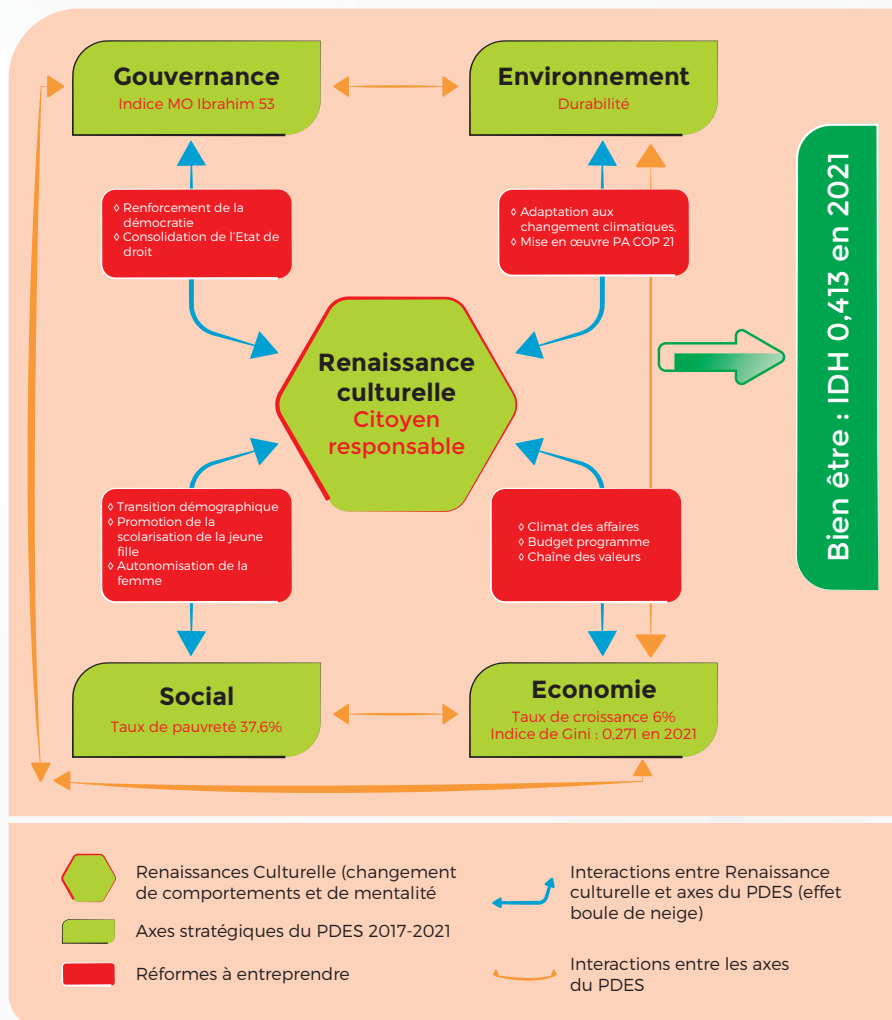 Gouvernance
Indice MO Ibrahim 53
Environnement
Durabilité
◊ Renforcement de la
démocratie
◊ Consolidation de l'Etat de
droit
◊ Adaptation aux
changement climatiques,
◊ Mise en œuvre PA COP 21
Renaissance
culturelle
Citoyen
responsable
◊ Transition démographique
◊ Promotion de la
scolarisation de la jeune
fille
◊ Autonomisation de la
femme
◊ Climat des affaires
◊ Budget programme
◊ Chaîne des valeurs
Social
Taux de pauvreté 37,6%
Economie
Taux de croissance 6%
Indice de Gini : 0,271 en 2021
Bien être : IDH 0,413 en 2021
Renaissances Culturelle (changement
de comportements et de mentalité
Axes stratégiques du PDES 2017-2021
Réformes à entreprendre
Interactions entre Renaissance
culturelle et axes du PDES (effet
boule de neige)
Interactions entre les axes
du PDES